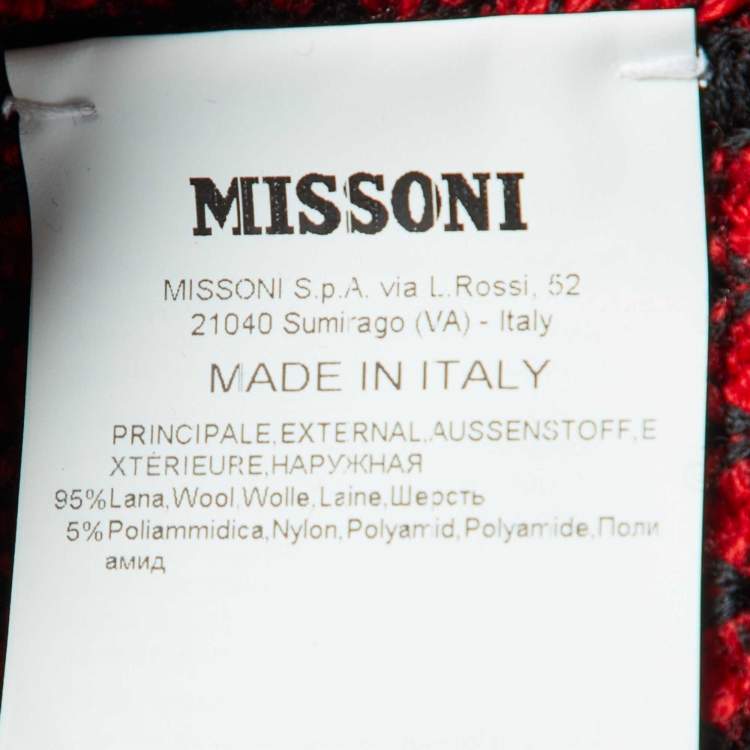 MISSONI
MISSONI S.p.A. via L.Rossi, 52
21040 Sumirago (VA) - Italy
MADE IN ITALY
PRINCIPALE,EXTERNAL,AUSSENSTOFF,E
XTÉRIEURE,НАРУЖНАЯ
95% Lana,Wool,Wolle,Laine,Шерсть
5% Poliammidica,Nylon,Polyamid,Polyamide,Поли
амид